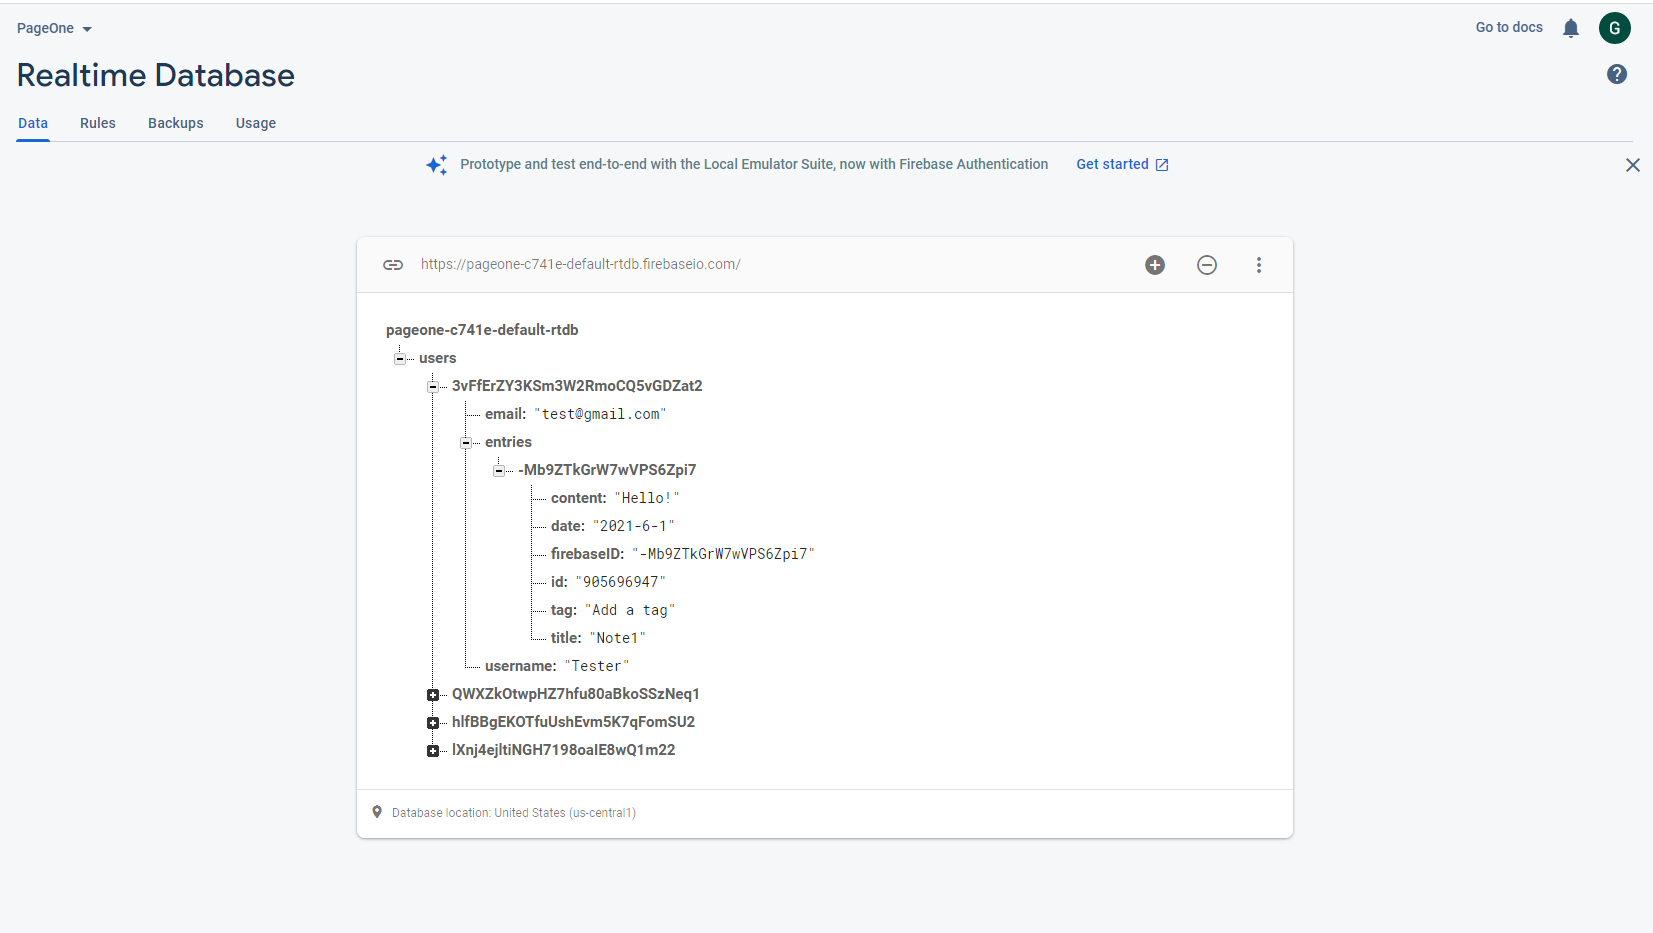 PageOne
Go to docs
G
Realtime Database
?
Data Rules Backups Usage
Prototype and test end-to-end with the Local Emulator Suite, now with Firebase Authentication Get started
https://pageone-c741e-default-rtdb.firebaseio.com/
pageone-c741e-default-rtdb
users
3vFfErZY3KSm3W2RmoCQ5vGDZat2
email: "test@gmail.com"
entries
-Mb9ZTkGrW7wVPS6Zpi7
content: "Hello!"
date: "2021-6-1"
firebaseID: "-Mb9ZTkGrW7wVPS6Zpi7"
id: "905696947"
tag: "Add a tag"
title: "Note1"
username: "Tester"
QWXZkOtwpHZ7hfu80aBkoSSzNeq1
hlfBBgEKOTfuUshEvm5K7qFomSU2
lXnj4ejltiNGH7198oaIE8wQ1m22
Database location: United States (us-central1)